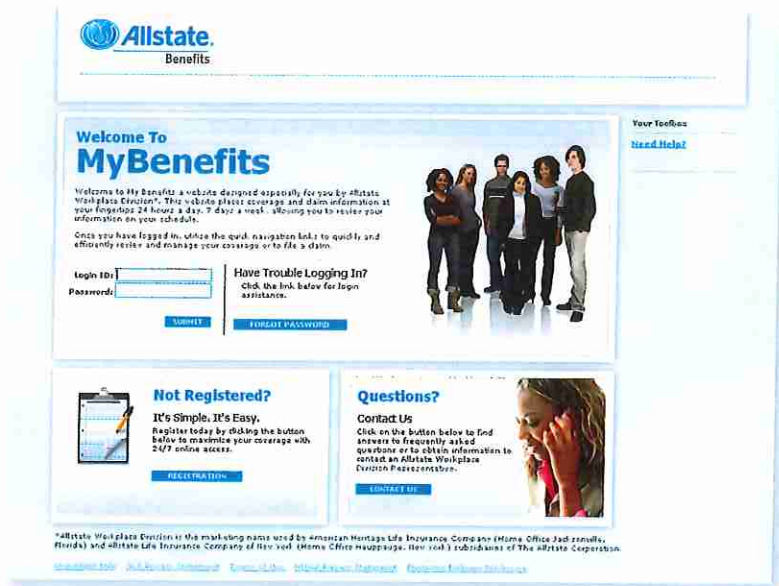 Allstate.
Benefits
Your Toolbox
Need Help?
Welcome To
MyBenefits
Welcome to My Benefits a website designed especially for you by Allstate
Workplace Division*. This website places coverage and claim information at
your fingertips 24 hours a day, 7 days a week, allowing you to review your
information on your schedule.
Once you have logged in, utilize the quick navigation links to quickly and
efficiently review and manage your coverage or to file a claim.
Login ID:
Password:
SUBMIT
Have Trouble Logging In?
Click the link below for login
assistance.
FORGOT PASSWORD
Not Registered?
It's Simple. It's Easy.
Register today by clicking the button
below to maximize your coverage with
24/7 online access.
REGISTRATION
Questions?
Contact Us
Click on the button below to find
answers to frequently asked
questions or to obtain information to
contact an Allstate Workplace
Division Representative.
CONTACT US
*Allstate Workplace Division is the marketing name used by American Heritage Life Insurance Company (Home Office Jacksonville,
Florida) and Allstate Life Insurance Company of New York (Home Office Hauppauge, New York) subsidiaries of The Allstate Corporation.